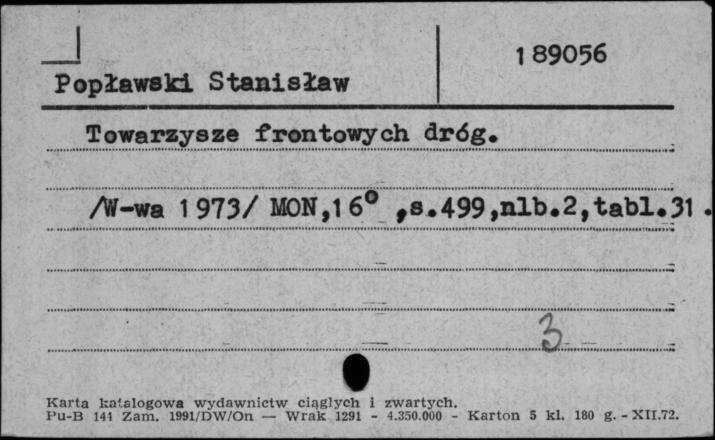 189056
Popławski Stanisław
Towarzysze frontowych dróg.
/W-wa 1973/ MON,16° ,s.499,nlb.2,tabl.31 .
3
Karta katalogowa wydawnictw ciągłych i zwartych.
Pu-B 144 Zam. 1991/DW/On — Wrak 1291 - 4.350.000 - Karton 5 kl. 180 g. - XII.72.